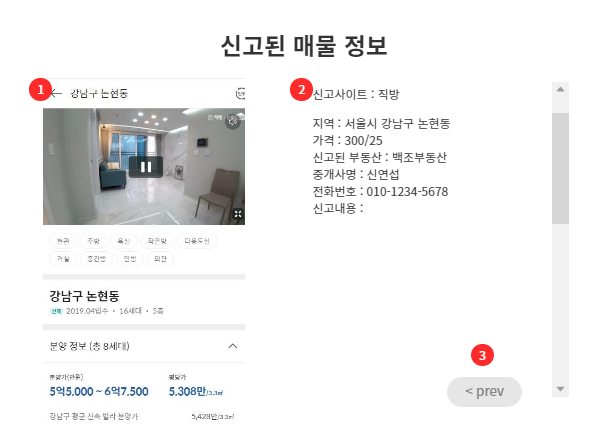 신고된 매물 정보
1
강남구 논현동
현관 주방 욕실 작은방 다용도실
거실 중간방 안방 외관
강남구 논현동
2019.04입주 • 16세대 • 5층
분양 정보 (총 8세대)
분양가(만원) 평당가
5억5,000 ~ 6억7,500 5,308만/3.3㎡
강남구 평균 신축 빌라 분양가 5,428만/3.3㎡
2
신고사이트 : 직방
지역 : 서울시 강남구 논현동
가격 : 300/25
신고된 부동산 : 백조부동산
중개사명 : 신연섭
전화번호 : 010-1234-5678
신고내용 :
3
< prev